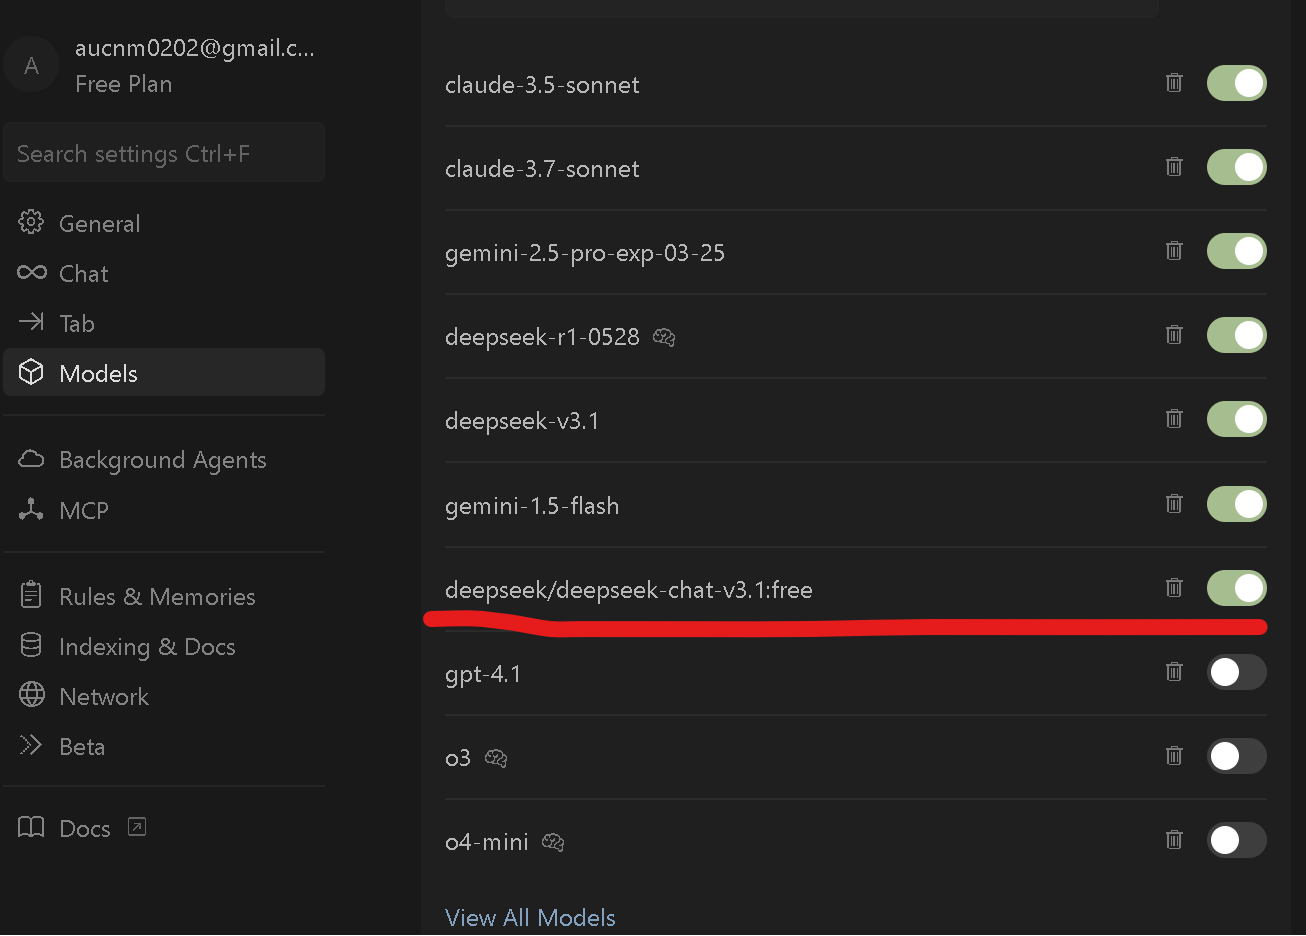 A
aucnm0202@gmail.c...
Free Plan
Search settings Ctrl+F
General
Chat
Tab
Models
Background Agents
MCP
Rules & Memories
Indexing & Docs
Network
Beta
Docs
claude-3.5-sonnet
claude-3.7-sonnet
gemini-2.5-pro-exp-03-25
deepseek-r1-0528
deepseek-v3.1
gemini-1.5-flash
deepseek/deepseek-chat-v3.1:free
gpt-4.1
o3
o4-mini
View All Models